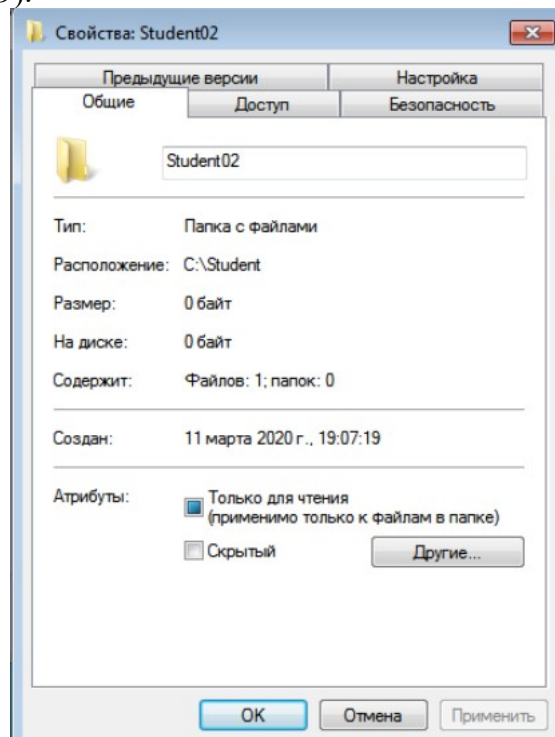 ).
Свойства: Student02
Предыдущие версии Настройка
Общие Доступ Безопасность
Student02
Тип: Папка с файлами
Расположение: C:\Student
Размер: 0 байт
На диске: 0 байт
Содержит: Файлов: 1; папок: 0
Создан: 11 марта 2020 г., 19:07:19
Атрибуты: Только для чтения
(применимо только к файлам в папке)
Скрытый Другие...
ОК Отмена Применить